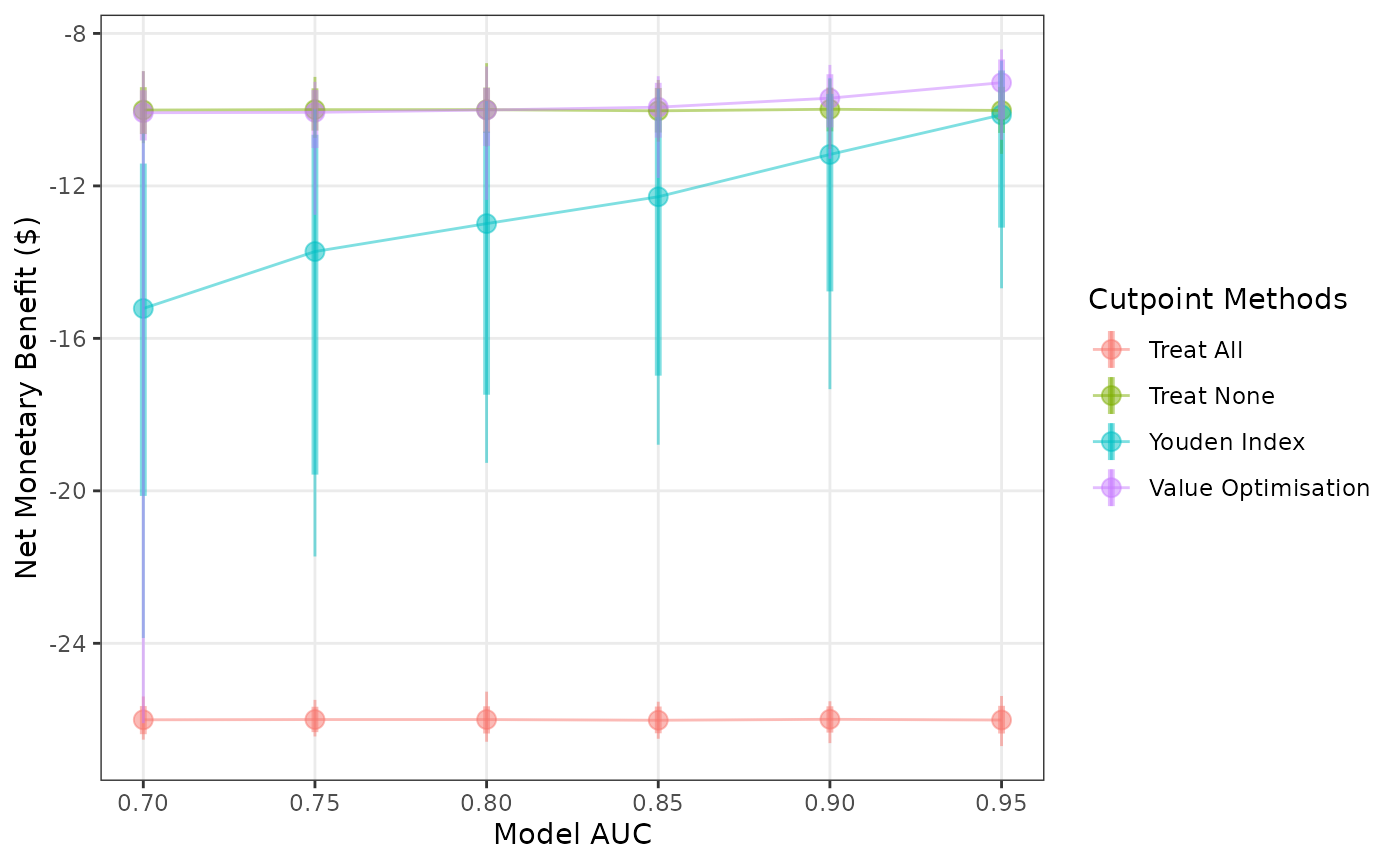 -8
-12
-16
-20
-24
Net Monetary Benefit ($)
0.70 0.75 0.80 0.85 0.90 0.95
Model AUC
Cutpoint Methods
Treat All
Treat None
Youden Index
Value Optimisation